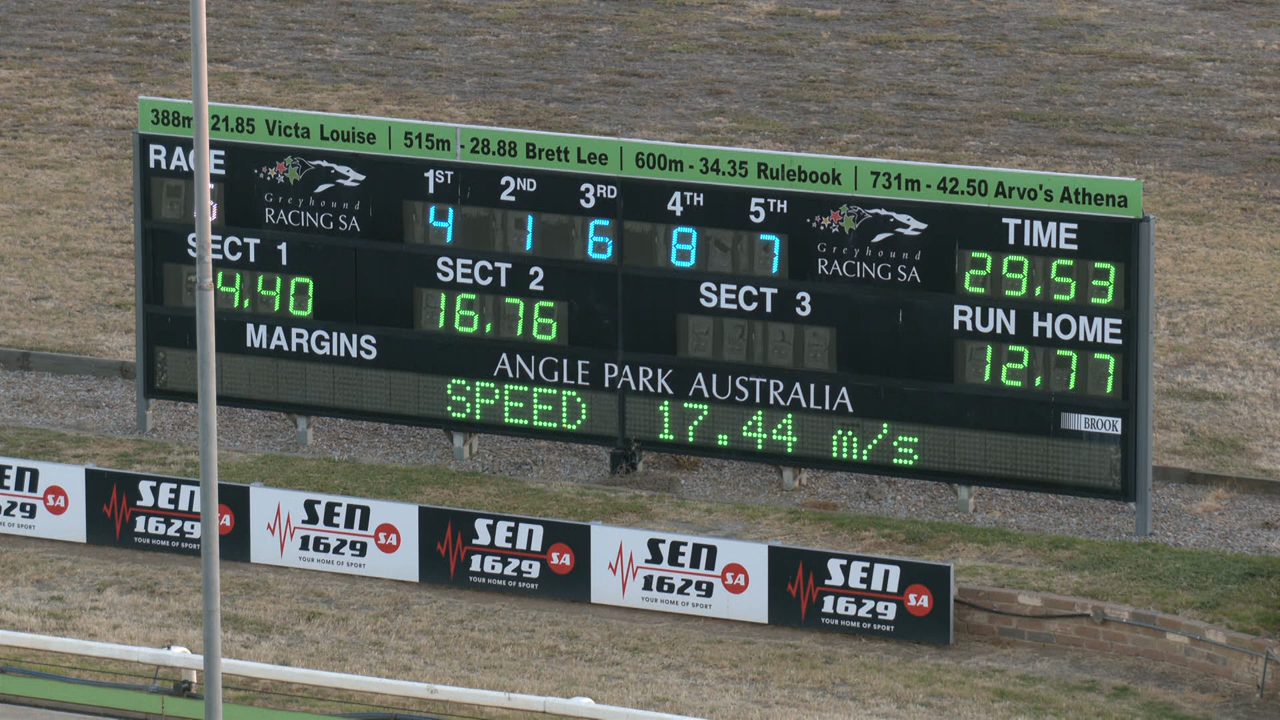 388m 21.85 Victa Louise | 515m - 28.88 Brett Lee | 600m - 34.35 Rulebook | 731m - 42.50 Arvo's Athena
RACE
Greyhound
RACING SA
1ST 2ND 3RD 4TH 5TH
4 1 6 8 7
Greyhound
RACING SA
TIME
29.53
SECT 1
4.40
SECT 2
16.76
SECT 3
RUN HOME
12.77
MARGINS
ANGLE PARK AUSTRALIA
SPEED 17.44 m/s
BROOK
EN SA
629
OF SPORT
SEN SA
1629
YOUR HOME OF SPORT
SEN SA
1629
YOUR HOME OF SPORT
SEN SA
1629
YOUR HOME OF SPORT
SEN SA
1629
YOUR HOME OF SPORT
SEN SA
1629
YOUR HOME OF SPORT